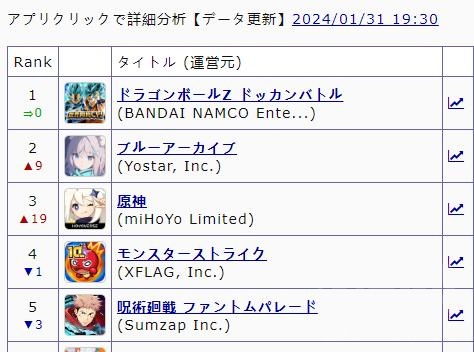 アプリクリックで詳細分析【データ更新】2024/01/31 19:30
Rank タイトル (運営元)
1 ドラゴンボールZ ドッカンバトル
⇒0 (BANDAI NAMCO Ente...)
2 ブルーアーカイブ
▲9 (Yostar, Inc.)
3 原神
▲19 (miHoYo Limited)
4 モンスターストライク
▼1 (XFLAG, Inc.)
5 呪術廻戦 ファントムパレード
▼3 (Sumzap Inc.)